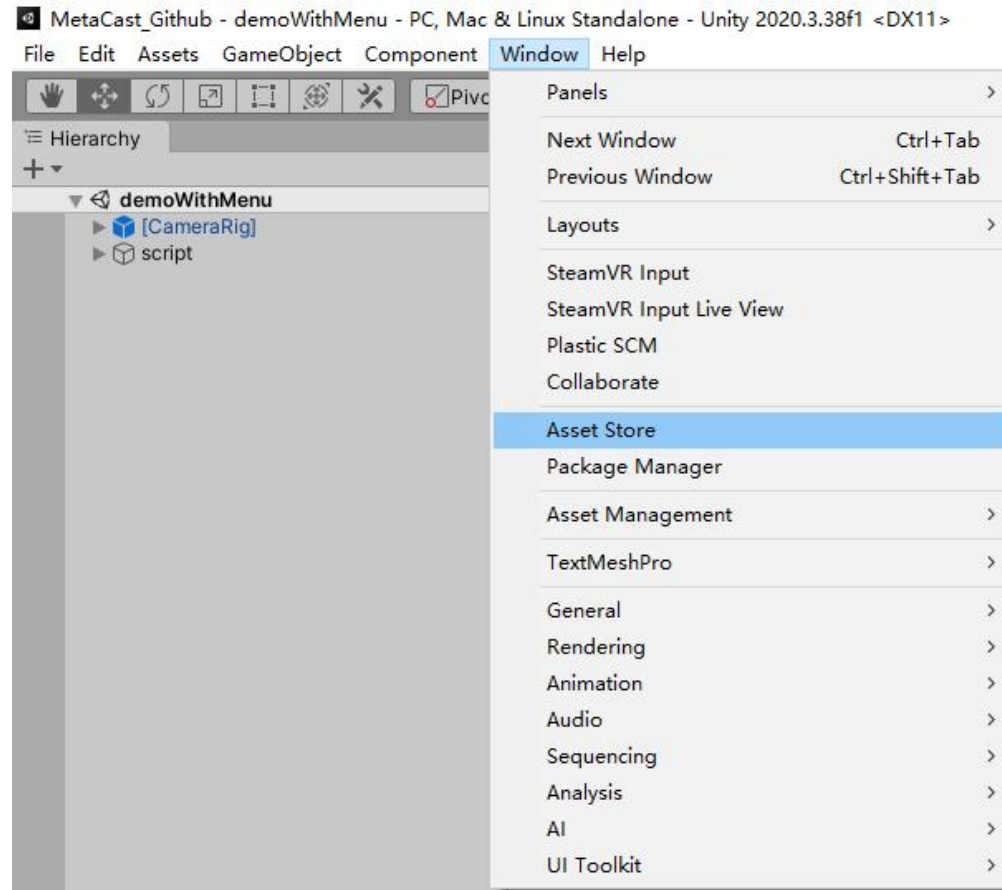 MetaCast_Github - demoWithMenu - PC, Mac & Linux Standalone - Unity 2020.3.38f1 <DX11>
File Edit Assets GameObject Component Window Help
Pivo
Hierarchy
demoWithMenu
[CameraRig]
script
Panels
Next Window Ctrl+Tab
Previous Window Ctrl+Shift+Tab
Layouts
SteamVR Input
SteamVR Input Live View
Plastic SCM
Collaborate
Asset Store
Package Manager
Asset Management
TextMeshPro
General
Rendering
Animation
Audio
Sequencing
Analysis
AI
UI Toolkit